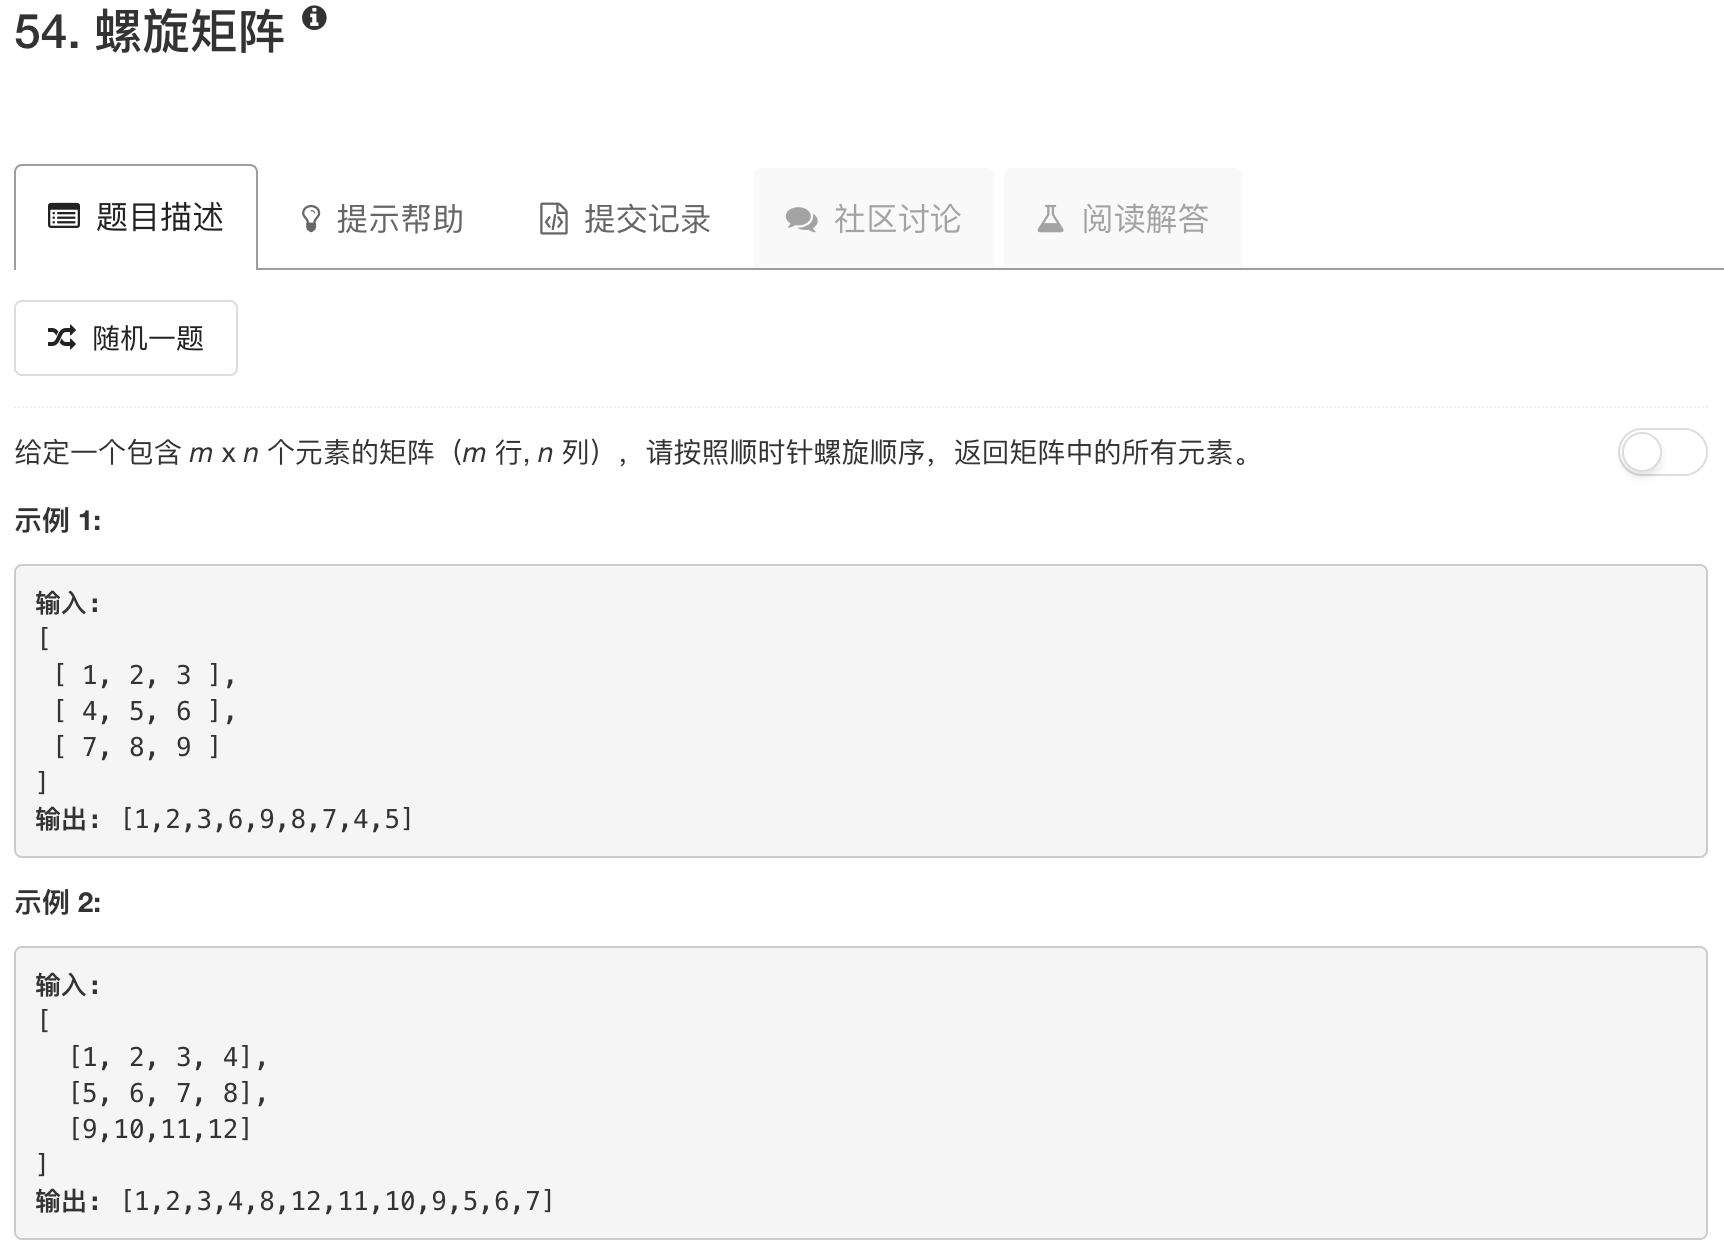 54. 螺旋矩阵
题目描述 提示帮助 提交记录 社区讨论 阅读解答
随机一题
给定一个包含 m x n 个元素的矩阵（m 行, n 列），请按照顺时针螺旋顺序，返回矩阵中的所有元素。
示例 1:
输入:
[
 [ 1, 2, 3 ],
 [ 4, 5, 6 ],
 [ 7, 8, 9 ]
]
输出: [1,2,3,6,9,8,7,4,5]
示例 2:
输入:
[
  [1, 2, 3, 4],
  [5, 6, 7, 8],
  [9,10,11,12]
]
输出: [1,2,3,4,8,12,11,10,9,5,6,7]